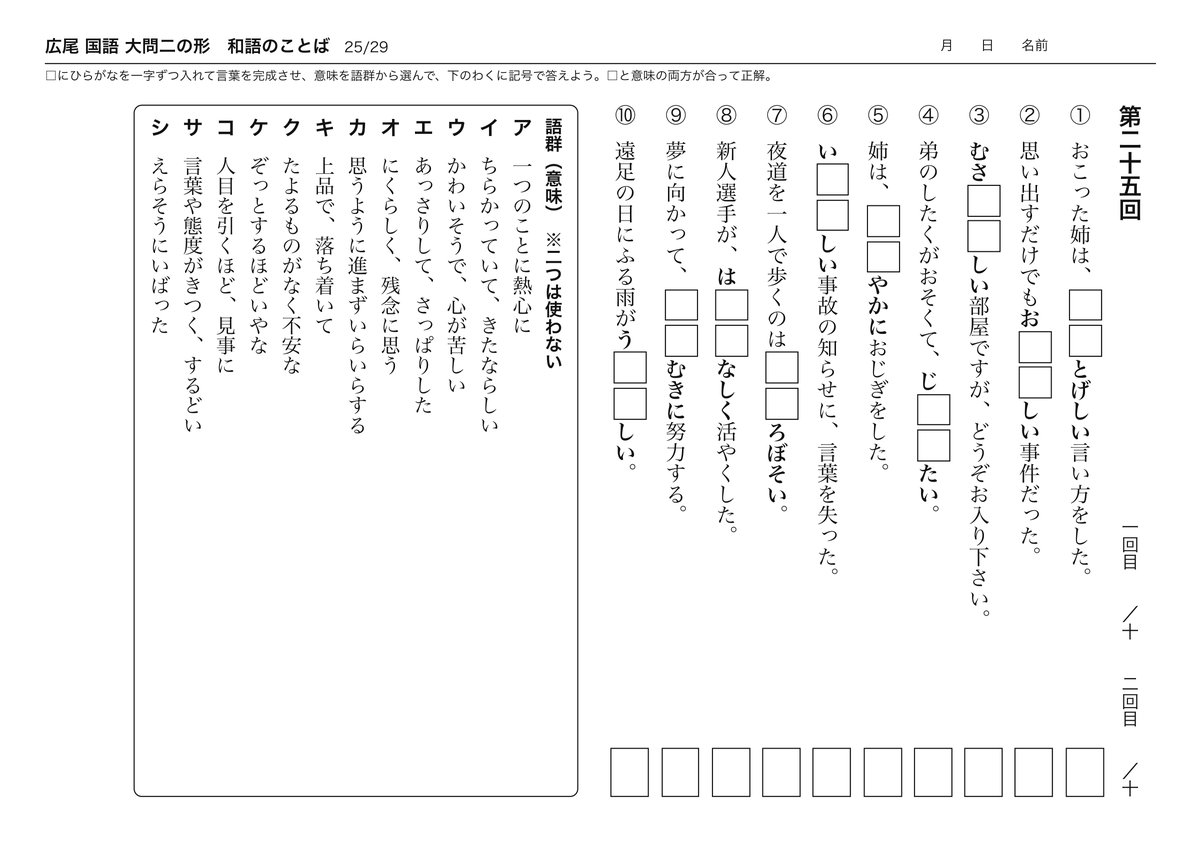 広尾 国語 大問二の形　和語のことば　25/29
月　日　名前
□にひらがなを一字ずつ入れて言葉を完成させ、意味を語群から選んで、下のわくに記号で答えよう。□と意味の両方が合って正解。
第二十五回　一回目　／十　二回目　／十
① おこった姉は、□□とげしい言い方をした。
② 思い出すだけでもお□□しい事件だった。
③ むさ□□しい部屋ですが、どうぞお入り下さい。
④ 弟のしたくがおそくて、じ□□たい。
⑤ 姉は、□□やかにおじぎをした。
⑥ い□□しい事故の知らせに、言葉を失った。
⑦ 夜道を一人で歩くのは□□ろぼそい。
⑧ 新人選手が、は□□なしく活やくした。
⑨ 夢に向かって、□□むきに努力する。
⑩ 遠足の日にふる雨がう□□しい。
語群（意味）　※二つは使わない
ア　一つのことに熱心に
イ　ちらかっていて、きたならしい
ウ　かわいそうで、心が苦しい
エ　あっさりして、さっぱりした
オ　にくらしく、残念に思う
カ　思うように進まずいらいらする
キ　上品で、落ち着いて
ク　たよるものがなく不安な
ケ　ぞっとするほどいやな
コ　人目を引くほど、見事に
サ　言葉や態度がきつく、するどい
シ　えらそうにいばった